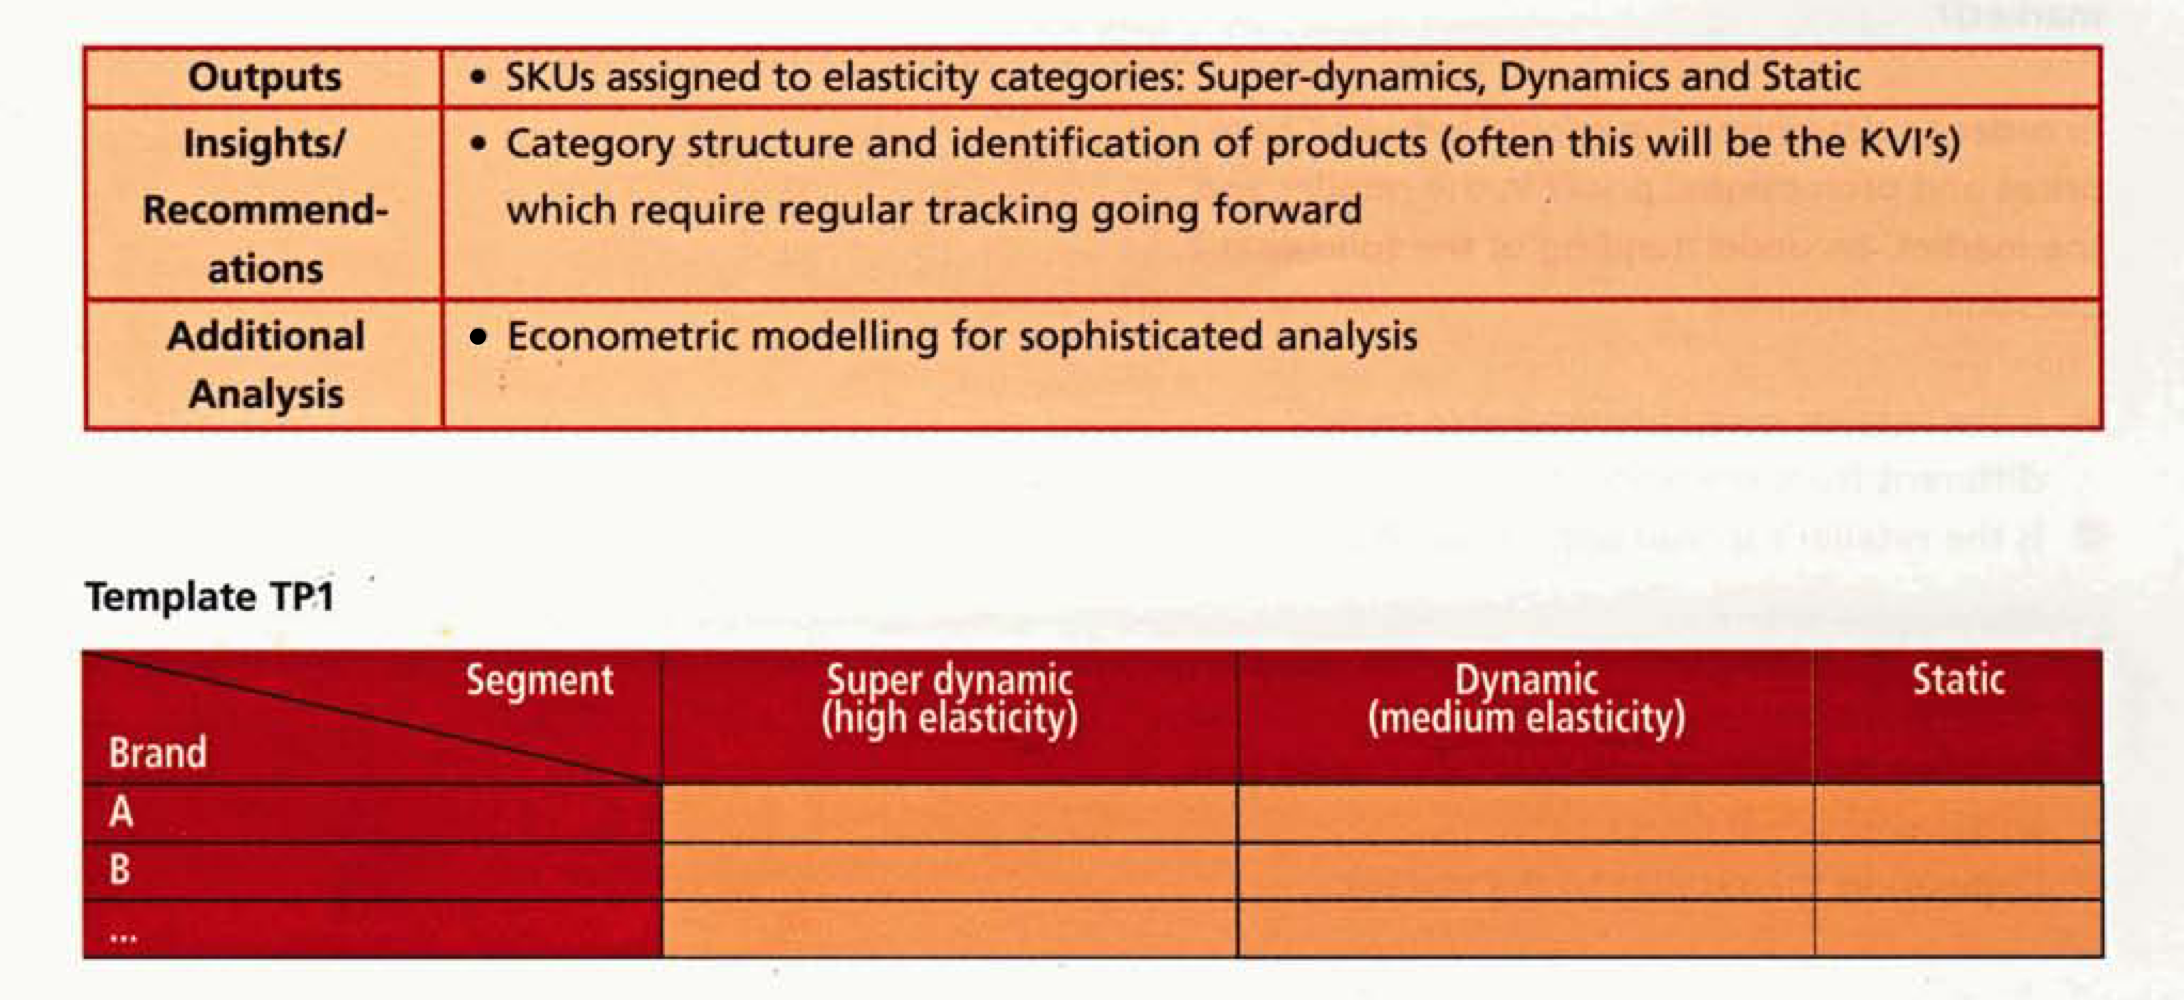 Outputs
• SKUs assigned to elasticity categories: Super-dynamics, Dynamics and Static
Insights/
Recommend-
ations
• Category structure and identification of products (often this will be the KVI's)
which require regular tracking going forward
Additional
Analysis
• Econometric modelling for sophisticated analysis
Template TP1
Segment
Brand
Super dynamic
(high elasticity)
Dynamic
(medium elasticity)
Static
A
B
...